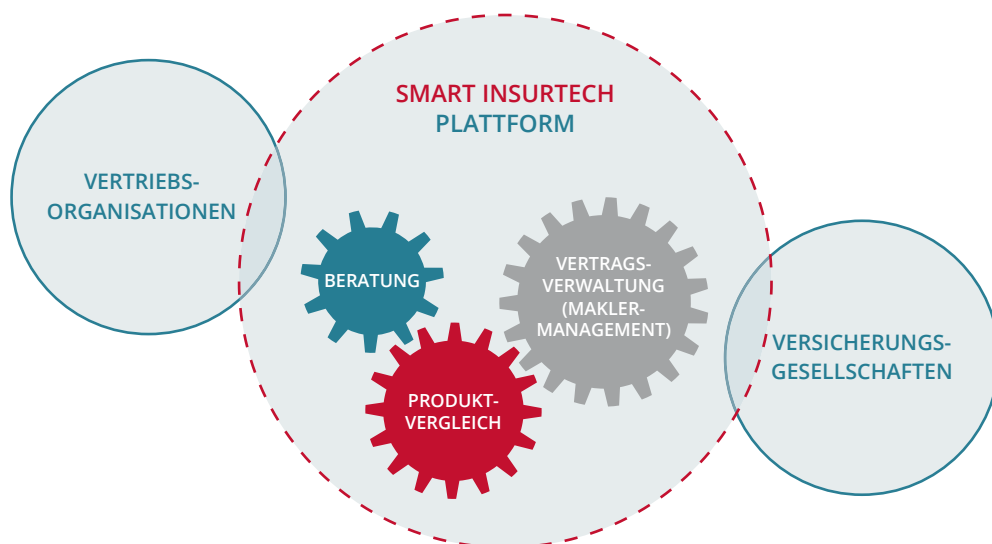 SMART INSURTECH
PLATTFORM
VERTRIEBS-
ORGANISATIONEN
BERATUNG
VERTRAGS-
VERWALTUNG
(MAKLER-
MANAGEMENT)
PRODUKT-
VERGLEICH
VERSICHERUNGS-
GESELLSCHAFTEN